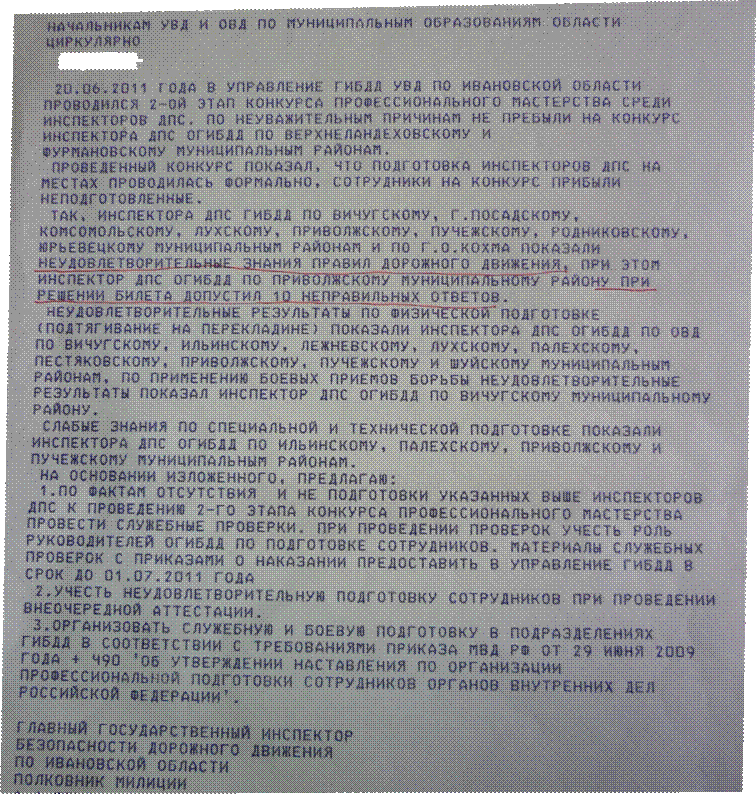 НАЧАЛЬНИКАМ УВД И ОВД ПО МУНИЦИПАЛЬНЫМ ОБРАЗОВАНИЯМ ОБЛАСТИ
ЦИРКУЛЯРНО
20.06.2011 ГОДА В УПРАВЛЕНИЕ ГИБДД УВД ПО ИВАНОВСКОЙ ОБЛАСТИ
ПРОВОДИЛСЯ 2-ОЙ ЭТАП КОНКУРСА ПРОФЕССИОНАЛЬНОГО МАСТЕРСТВА СРЕДИ
ИНСПЕКТОРОВ ДПС. ПО НЕУВАЖИТЕЛЬНЫМ ПРИЧИНАМ НЕ ПРЕБЫЛИ НА КОНКУРС
ИНСПЕКТОРА ДПС ОГИБДД ПО ВЕРХНЕЛАНДЕХОВСКОМУ И
ФУРМАНОВСКОМУ МУНИЦИПАЛЬНЫМ РАЙОНАМ.
ПРОВЕДЕННЫЙ КОНКУРС ПОКАЗАЛ, ЧТО ПОДГОТОВКА ИНСПЕКТОРОВ ДПС НА
МЕСТАХ ПРОВОДИЛАСЬ ФОРМАЛЬНО, СОТРУДНИКИ НА КОНКУРС ПРИБЫЛИ
НЕПОДГОТОВЛЕННЫЕ.
ТАК, ИНСПЕКТОРА ДПС ГИБДД ПО ВИЧУГСКОМУ, Г.ПОСАДСКОМУ,
КОМСОМОЛЬСКОМУ, ЛУХСКОМУ, ПРИВОЛЖСКОМУ, ПУЧЕЖСКОМУ, РОДНИКОВСКОМУ,
ЮРЬЕВЕЦКОМУ МУНИЦИПАЛЬНЫМ РАЙОНАМ И ПО Г.О.КОХМА ПОКАЗАЛИ
НЕУДОВЛЕТВОРИТЕЛЬНЫЕ ЗНАНИЯ ПРАВИЛ ДОРОЖНОГО ДВИЖЕНИЯ, ПРИ ЭТОМ
ИНСПЕКТОР ДПС ОГИБДД ПО ПРИВОЛЖСКОМУ МУНИЦИПАЛЬНОМУ РАЙОНУ ПРИ
РЕШЕНИИ БИЛЕТА ДОПУСТИЛ 10 НЕПРАВИЛЬНЫХ ОТВЕТОВ.
НЕУДОВЛЕТВОРИТЕЛЬНЫЕ РЕЗУЛЬТАТЫ ПО ФИЗИЧЕСКОЙ ПОДГОТОВКЕ
(ПОДТЯГИВАНИЕ НА ПЕРЕКЛАДИНЕ) ПОКАЗАЛИ ИНСПЕКТОРА ДПС ОГИБДД ПО ОВД
ПО ВИЧУГСКОМУ, ИЛЬИНСКОМУ, ЛЕЖНЕВСКОМУ, ЛУХСКОМУ, ПАЛЕХСКОМУ,
ПЕСТЯКОВСКОМУ, ПРИВОЛЖСКОМУ, ПУЧЕЖСКОМУ И ШУЙСКОМУ МУНИЦИПАЛЬНЫМ
РАЙОНАМ, ПО ПРИМЕНЕНИЮ БОЕВЫХ ПРИЕМОВ БОРЬБЫ НЕУДОВЛЕТВОРИТЕЛЬНЫЕ
РЕЗУЛЬТАТЫ ПОКАЗАЛ ИНСПЕКТОР ДПС ОГИБДД ПО ВИЧУГСКОМУ МУНИЦИПАЛЬНОМУ
РАЙОНУ.
СЛАБЫЕ ЗНАНИЯ ПО СПЕЦИАЛЬНОЙ И ТЕХНИЧЕСКОЙ ПОДГОТОВКЕ ПОКАЗАЛИ
ИНСПЕКТОРА ДПС ОГИБДД ПО ИЛЬИНСКОМУ, ПАЛЕХСКОМУ, ПРИВОЛЖСКОМУ И
ПУЧЕЖСКОМУ МУНИЦИПАЛЬНЫМ РАЙОНАМ.
НА ОСНОВАНИИ ИЗЛОЖЕННОГО, ПРЕДЛАГАЮ:
1.ПО ФАКТАМ ОТСУТСТВИЯ И НЕ ПОДГОТОВКИ УКАЗАННЫХ ВЫШЕ ИНСПЕКТОРОВ
ДПС К ПРОВЕДЕНИЮ 2-ГО ЭТАПА КОНКУРСА ПРОФЕССИОНАЛЬНОГО МАСТЕРСТВА
ПРОВЕСТИ СЛУЖЕБНЫЕ ПРОВЕРКИ. ПРИ ПРОВЕДЕНИИ ПРОВЕРОК УЧЕСТЬ РОЛЬ
РУКОВОДИТЕЛЕЙ ОГИБДД ПО ПОДГОТОВКЕ СОТРУДНИКОВ. МАТЕРИАЛЫ СЛУЖЕБНЫХ
ПРОВЕРОК С ПРИКАЗАМИ О НАКАЗАНИИ ПРЕДОСТАВИТЬ В УПРАВЛЕНИЕ ГИБДД В
СРОК ДО 01.07.2011 ГОДА
2.УЧЕСТЬ НЕУДОВЛЕТВОРИТЕЛЬНУЮ ПОДГОТОВКУ СОТРУДНИКОВ ПРИ ПРОВЕДЕНИИ
ВНЕОЧЕРЕДНОЙ АТТЕСТАЦИИ.
3.ОРГАНИЗОВАТЬ СЛУЖЕБНУЮ И БОЕВУЮ ПОДГОТОВКУ В ПОДРАЗДЕЛЕНИЯХ
ГИБДД В СООТВЕТСТВИИ С ТРЕБОВАНИЯМИ ПРИКАЗА МВД РФ ОТ 29 ИЮНЯ 2009
ГОДА + 490 'ОБ УТВЕРЖДЕНИИ НАСТАВЛЕНИЯ ПО ОРГАНИЗАЦИИ
ПРОФЕССИОНАЛЬНОЙ ПОДГОТОВКИ СОТРУДНИКОВ ОРГАНОВ ВНУТРЕННИХ ДЕЛ
РОССИЙСКОЙ ФЕДЕРАЦИИ'.
ГЛАВНЫЙ ГОСУДАРСТВЕННЫЙ ИНСПЕКТОР
БЕЗОПАСНОСТИ ДОРОЖНОГО ДВИЖЕНИЯ
ПО ИВАНОВСКОЙ ОБЛАСТИ
ПОЛКОВНИК МИЛИЦИИ